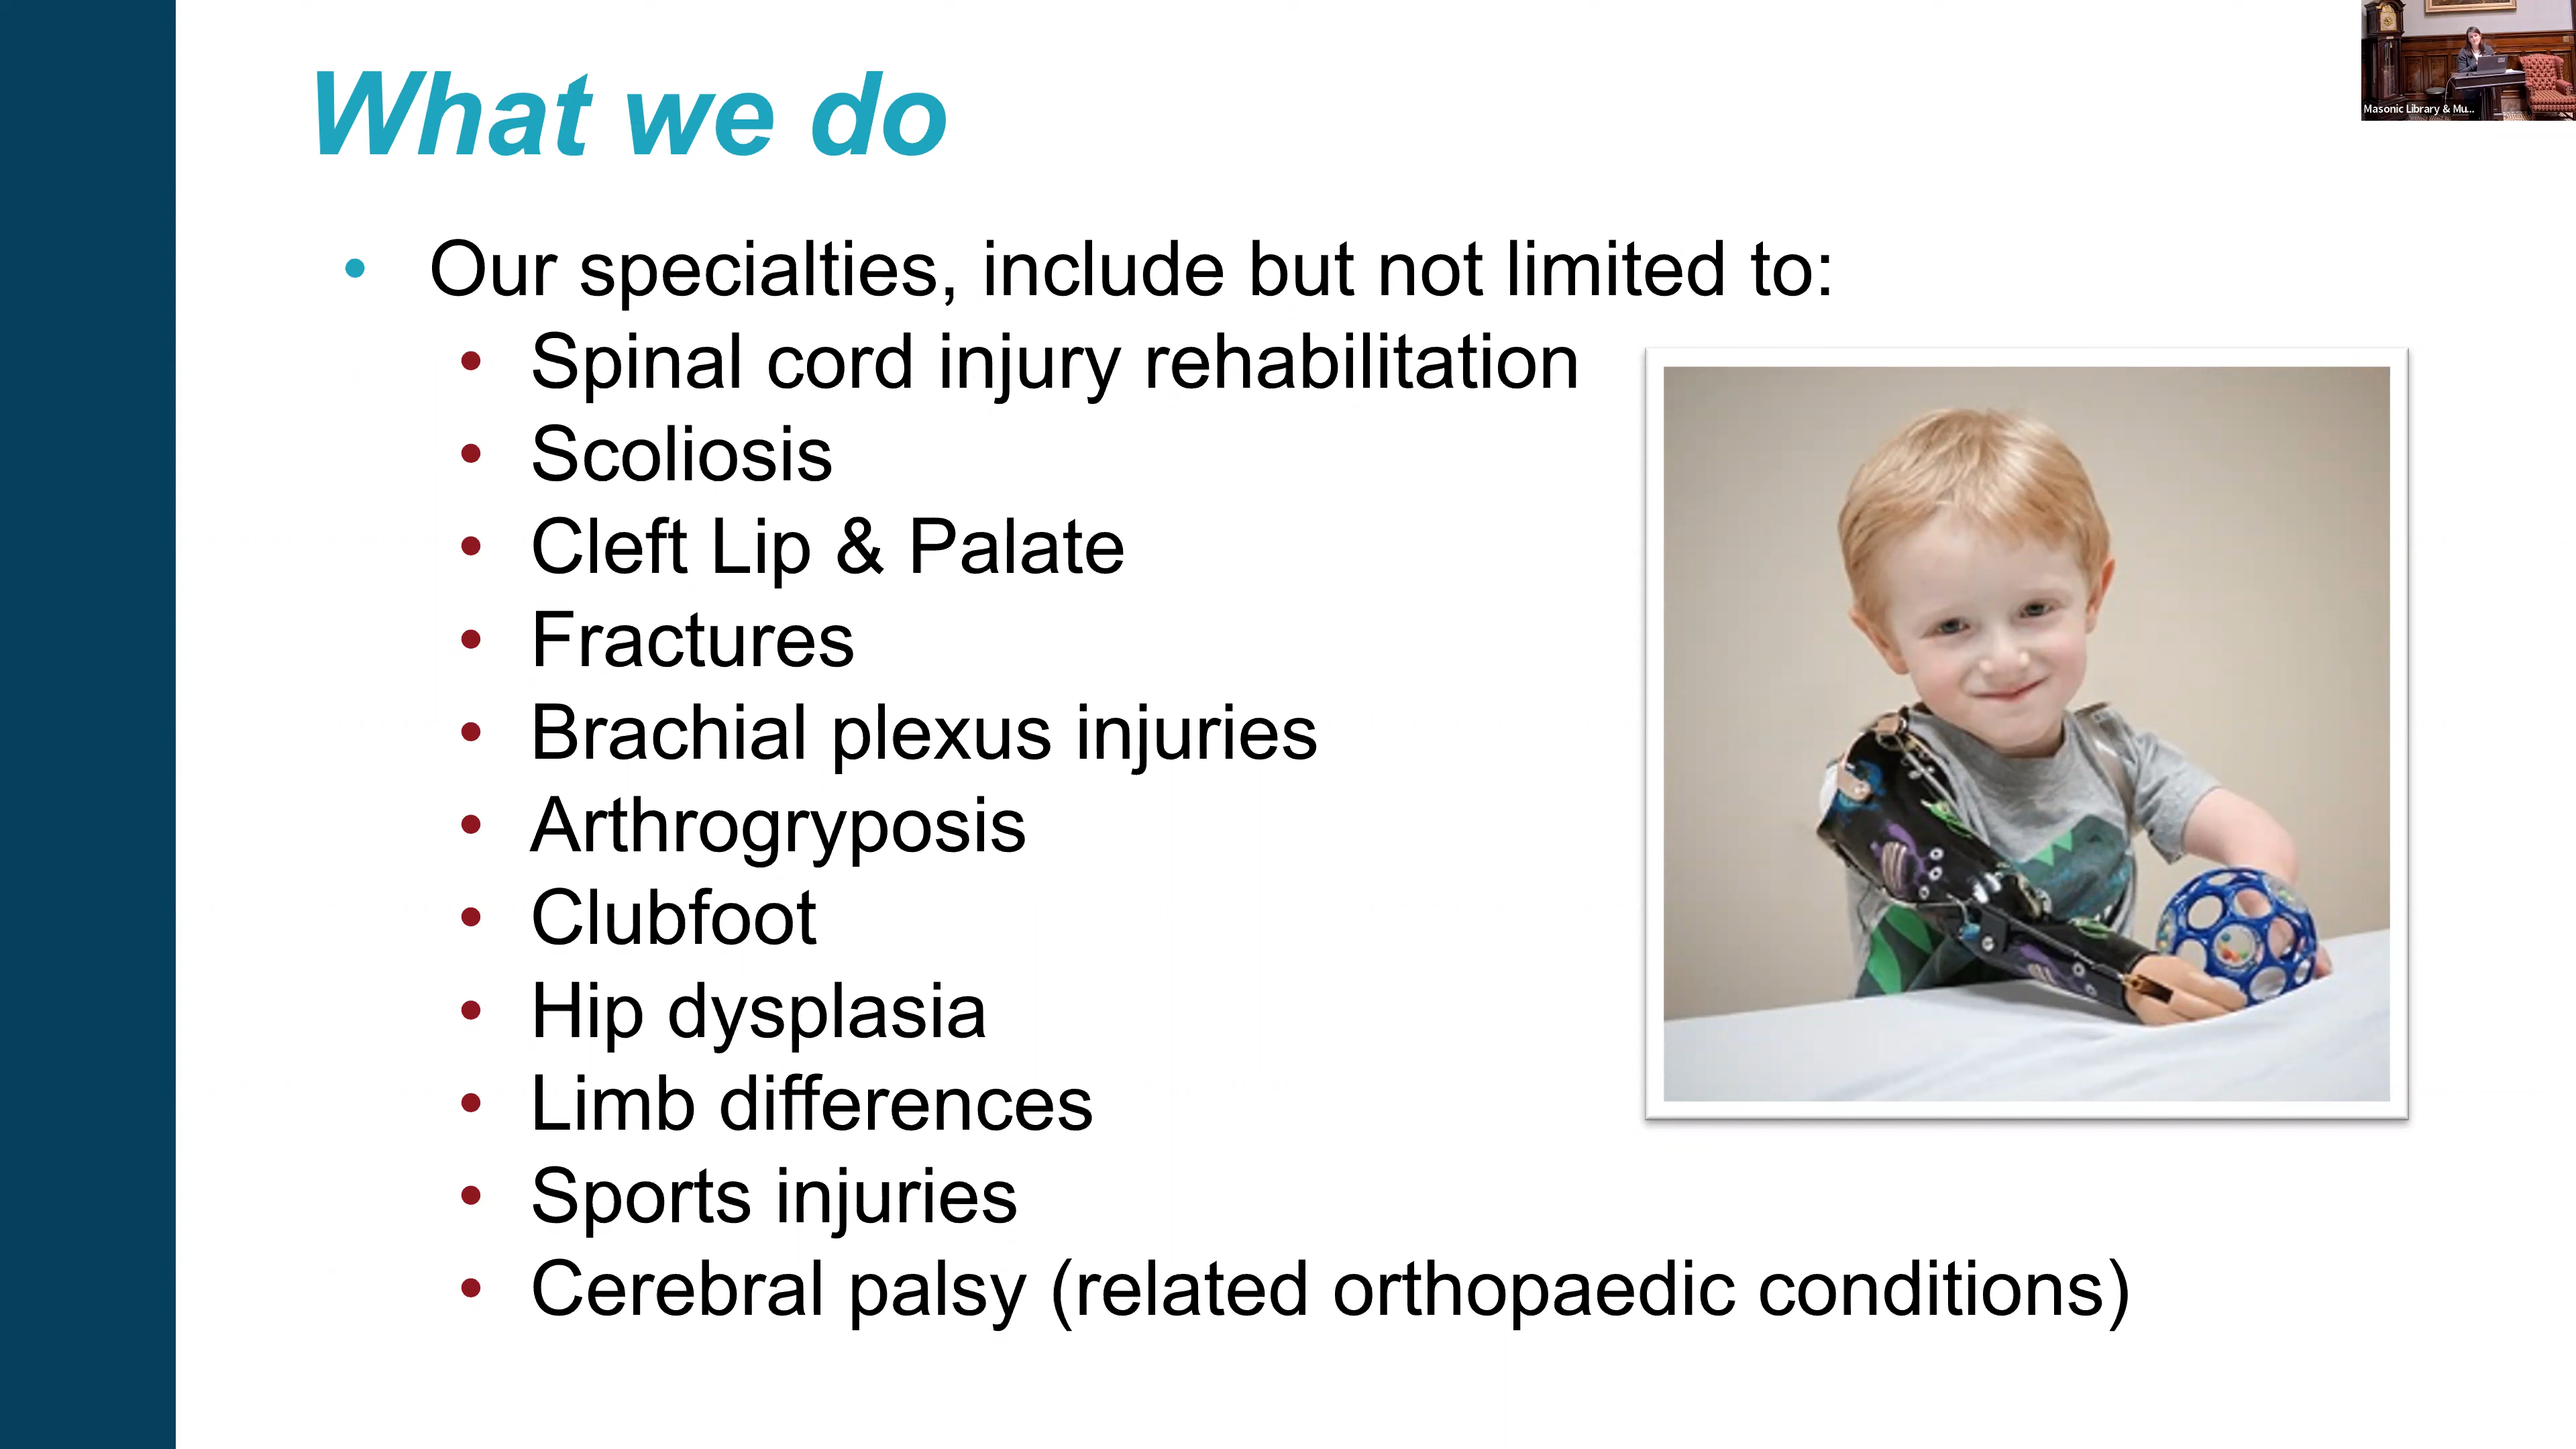 What we do
Masonic Library & Mu...
Our specialties, include but not limited to:
Spinal cord injury rehabilitation
Scoliosis
Cleft Lip & Palate
Fractures
Brachial plexus injuries
Arthrogryposis
Clubfoot
Hip dysplasia
Limb differences
Sports injuries
Cerebral palsy (related orthopaedic conditions)